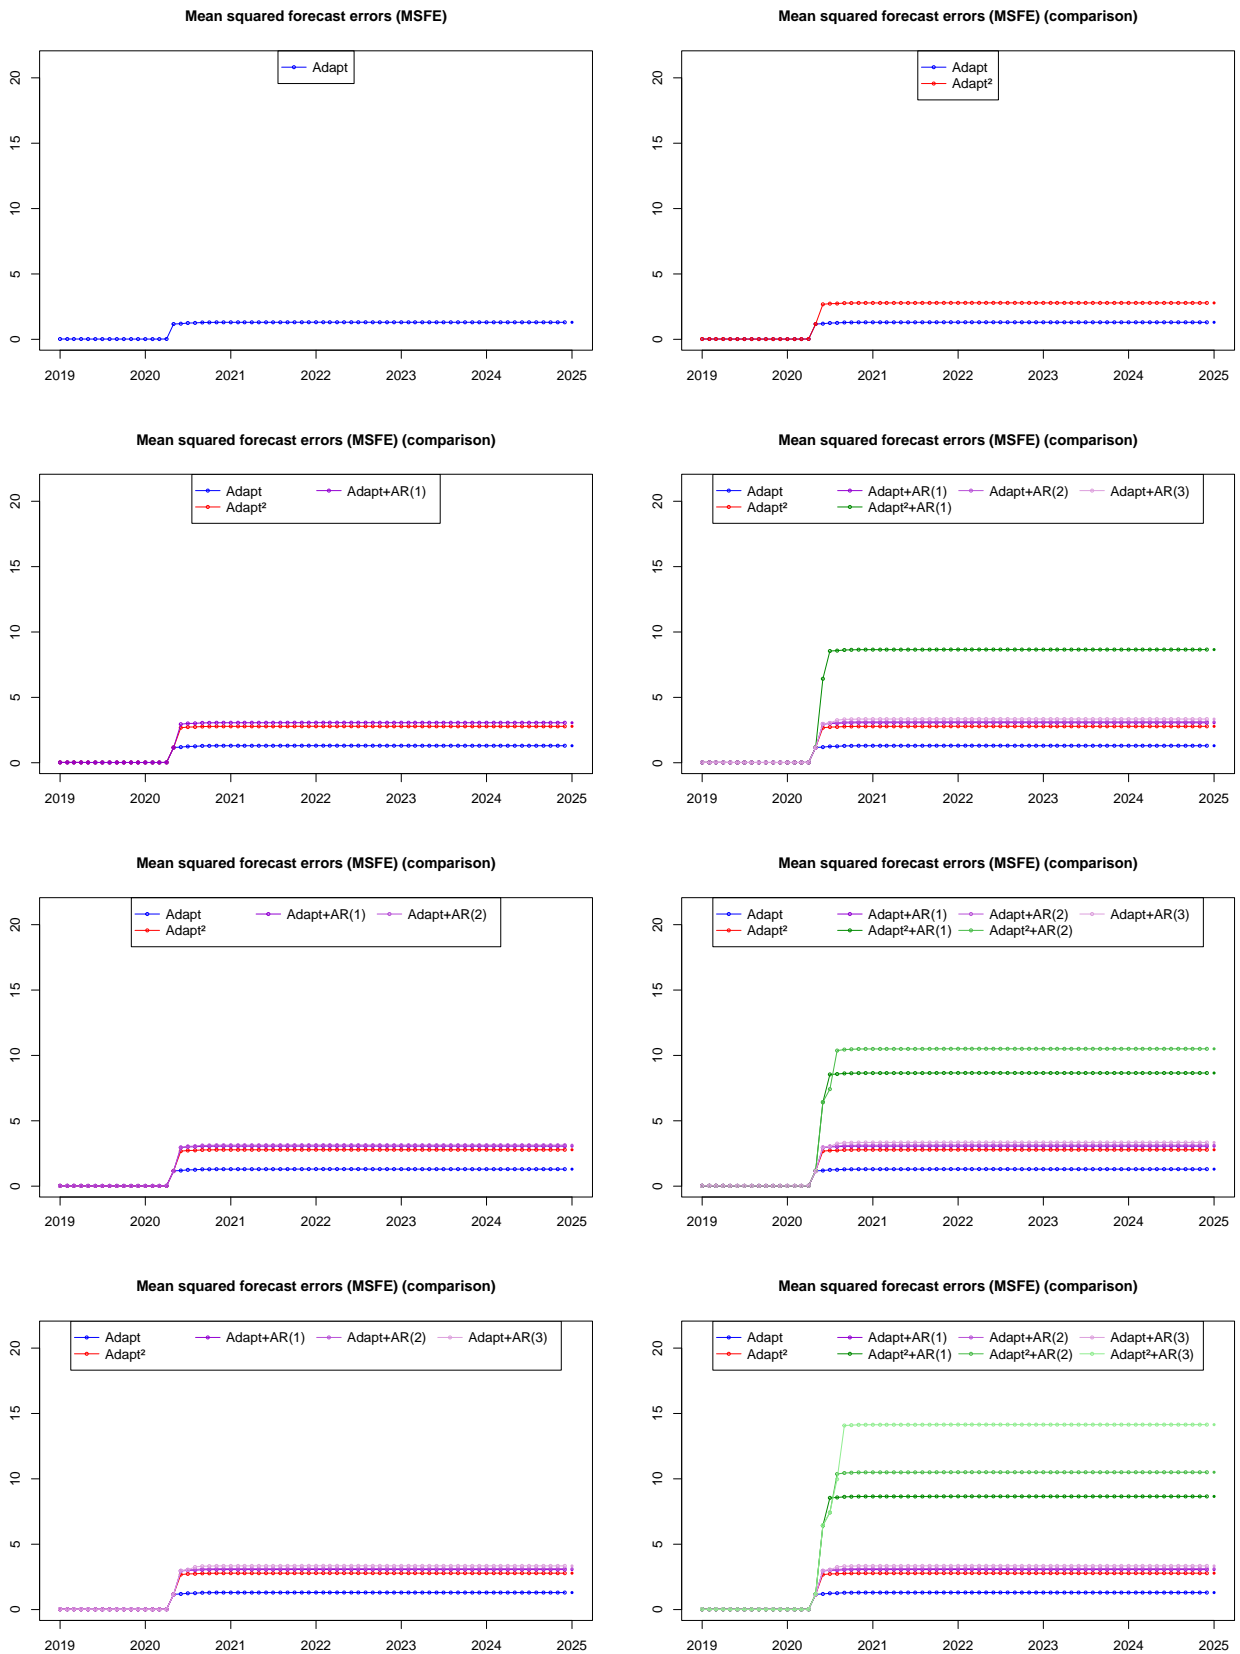 Mean squared forecast errors (MSFE)
Adapt
20
15
10
5
0
2019 2020 2021 2022 2023 2024 2025
Mean squared forecast errors (MSFE) (comparison)
Adapt
Adapt²
20
15
10
5
0
2019 2020 2021 2022 2023 2024 2025
Mean squared forecast errors (MSFE) (comparison)
Adapt Adapt+AR(1)
Adapt²
20
15
10
5
0
2019 2020 2021 2022 2023 2024 2025
Mean squared forecast errors (MSFE) (comparison)
Adapt Adapt+AR(1) Adapt+AR(2) Adapt+AR(3)
Adapt² Adapt²+AR(1)
20
15
10
5
0
2019 2020 2021 2022 2023 2024 2025
Mean squared forecast errors (MSFE) (comparison)
Adapt Adapt+AR(1) Adapt+AR(2)
Adapt²
20
15
10
5
0
2019 2020 2021 2022 2023 2024 2025
Mean squared forecast errors (MSFE) (comparison)
Adapt Adapt+AR(1) Adapt+AR(2) Adapt+AR(3)
Adapt² Adapt²+AR(1) Adapt²+AR(2)
20
15
10
5
0
2019 2020 2021 2022 2023 2024 2025
Mean squared forecast errors (MSFE) (comparison)
Adapt Adapt+AR(1) Adapt+AR(2) Adapt+AR(3)
Adapt²
20
15
10
5
0
2019 2020 2021 2022 2023 2024 2025
Mean squared forecast errors (MSFE) (comparison)
Adapt Adapt+AR(1) Adapt+AR(2) Adapt+AR(3)
Adapt² Adapt²+AR(1) Adapt²+AR(2) Adapt²+AR(3)
20
15
10
5
0
2019 2020 2021 2022 2023 2024 2025